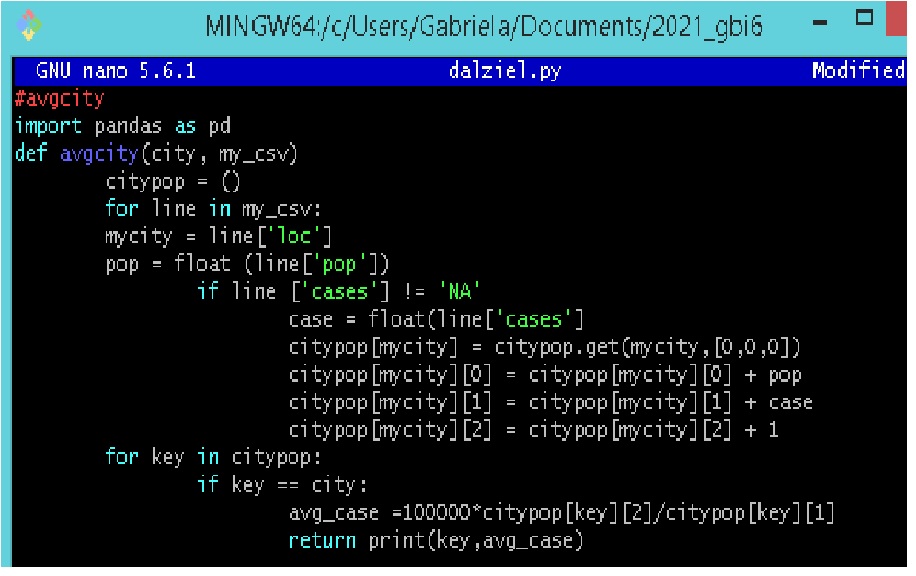 MINGW64:/c/Users/Gabriela/Documents/2021_gbi6
GNU nano 5.6.1 dalziel.py Modified
#avgcity
import pandas as pd
def avgcity(city, my_csv)
        citypop = ()
        for line in my_csv:
        mycity = line['loc']
        pop = float (line['pop'])
                if line ['cases'] != 'NA'
                        case = float(line['cases']
                        citypop[mycity] = citypop.get(mycity,[0,0,0])
                        citypop[mycity][0] = citypop[mycity][0] + pop
                        citypop[mycity][1] = citypop[mycity][1] + case
                        citypop[mycity][2] = citypop[mycity][2] + 1
        for key in citypop:
                if key == city:
                        avg_case =100000*citypop[key][2]/citypop[key][1]
                        return print(key,avg_case)